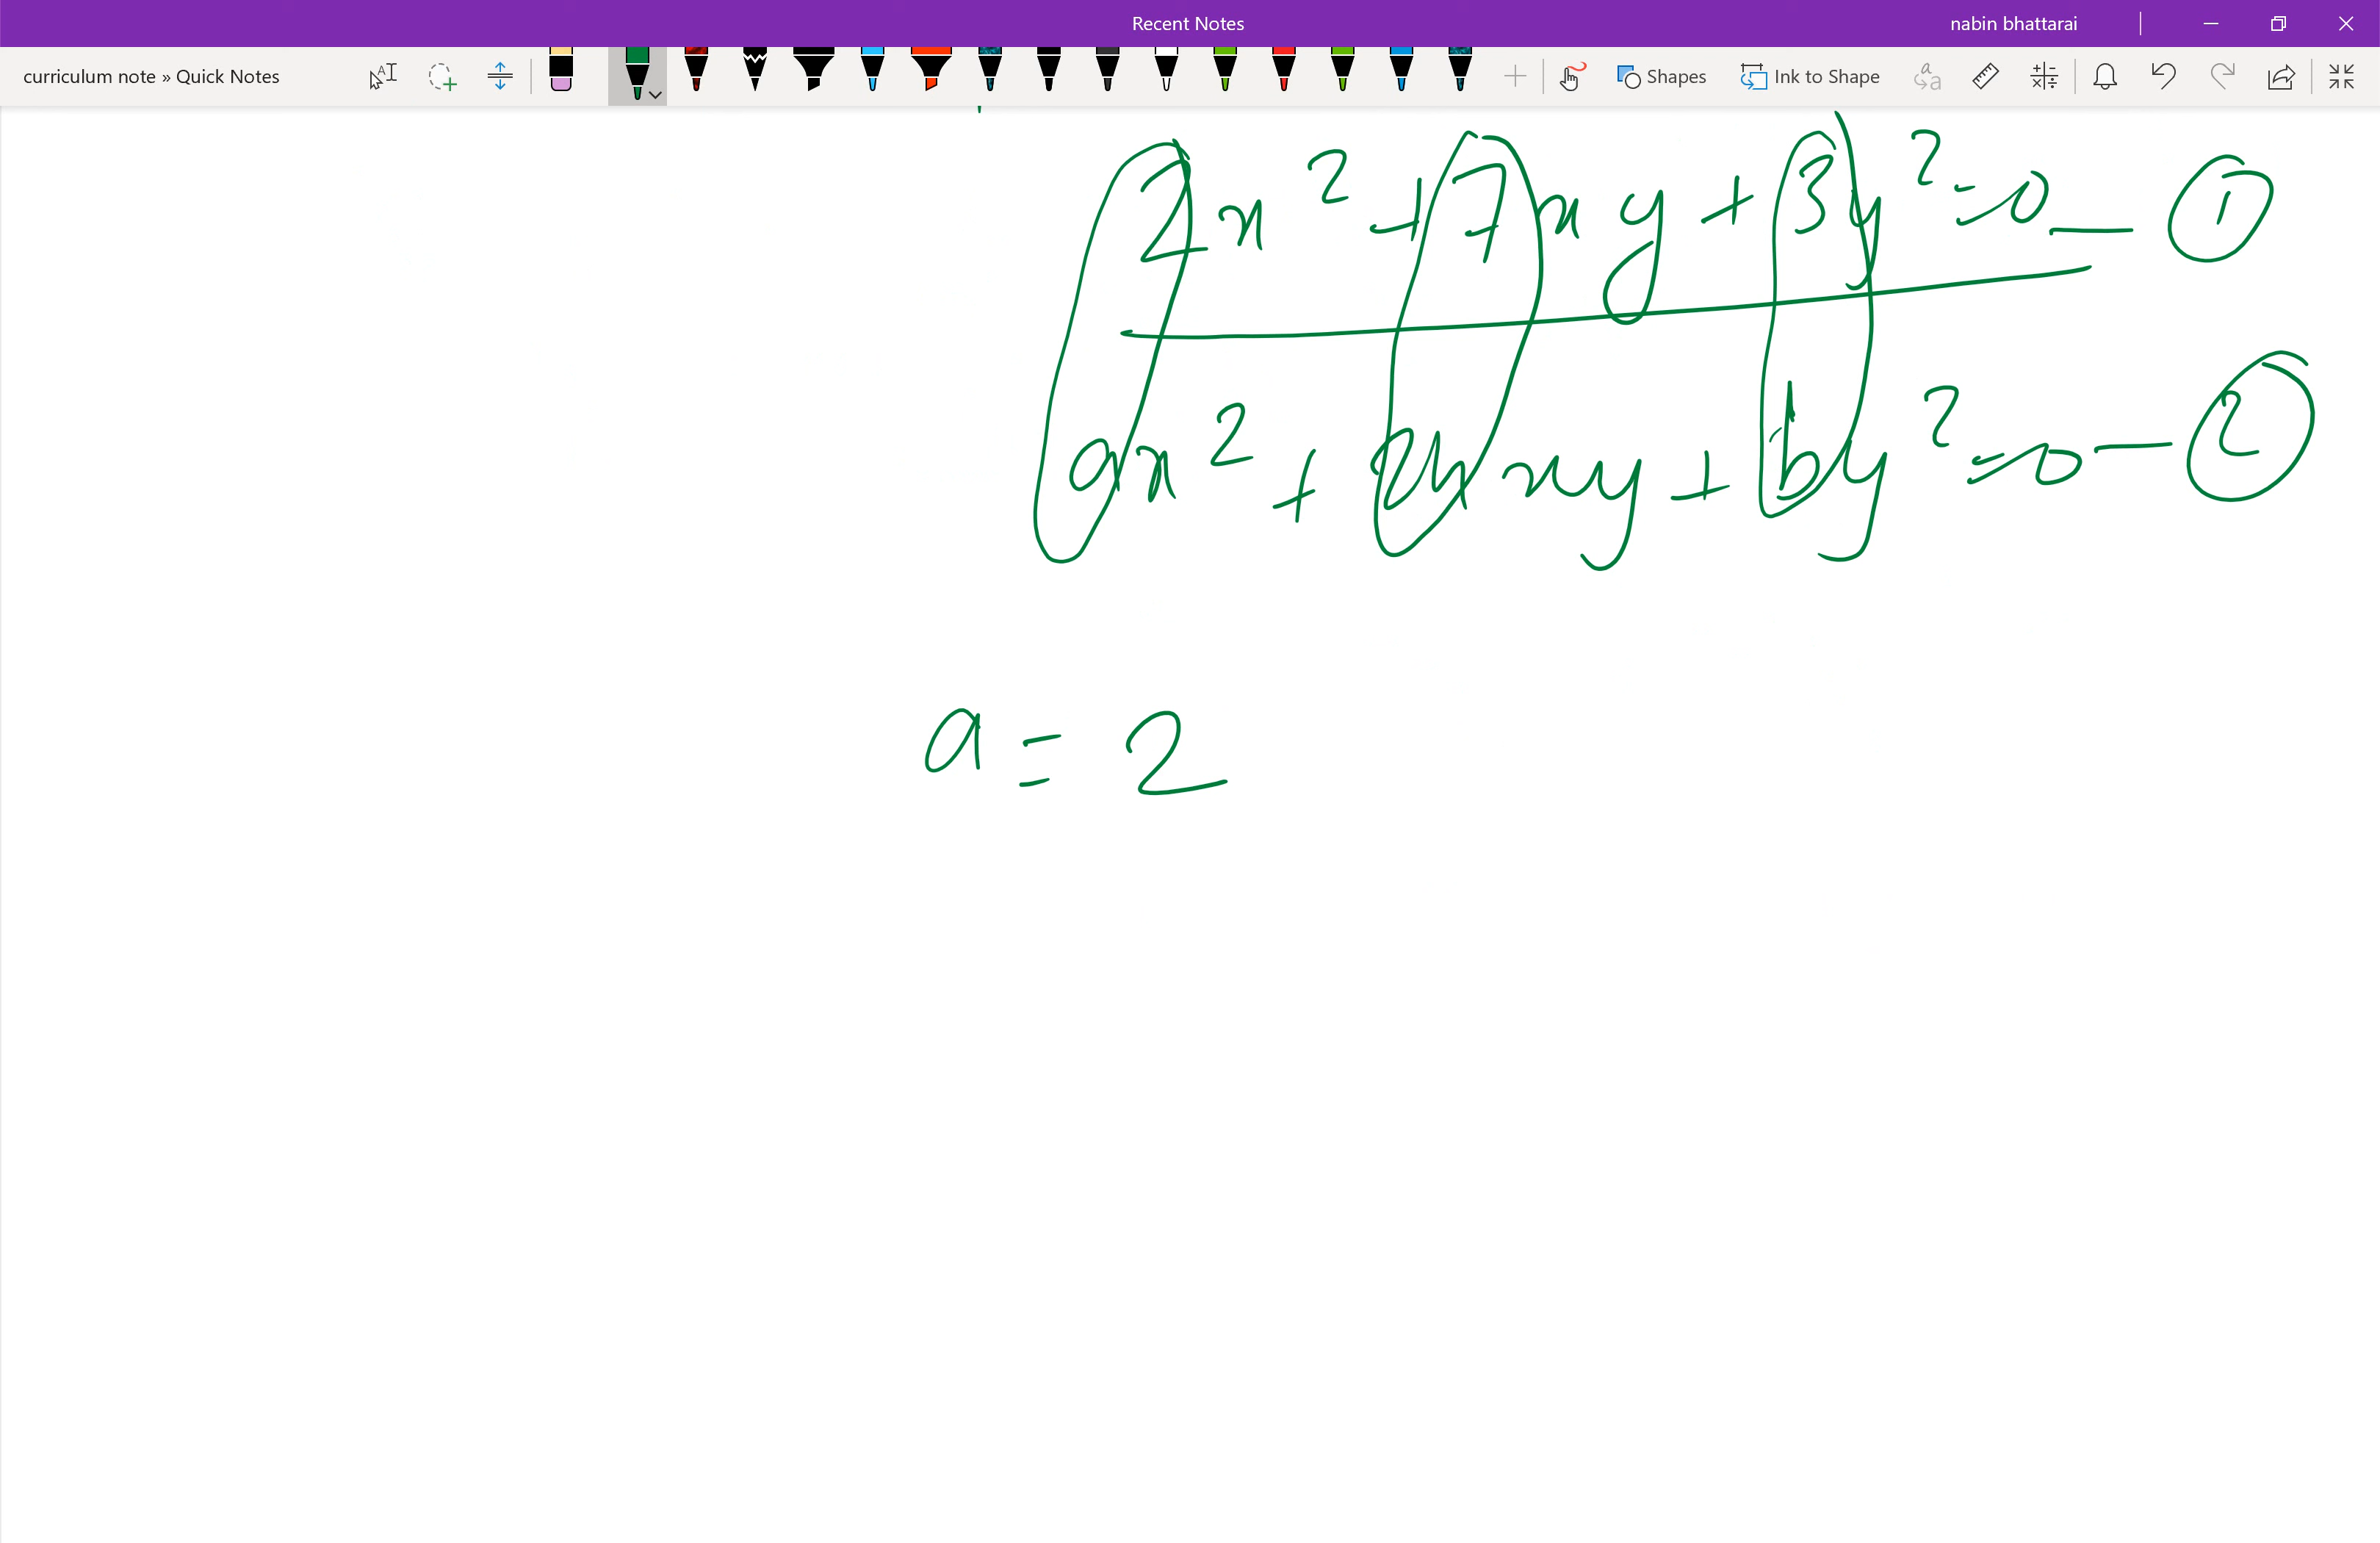 Recent Notes nabin bhattarai
curriculum note » Quick Notes Shapes Ink to Shape
2x² + 7xy + 3y² = 0 — ①
ax² + 2hxy + by² = 0 — ②
a = 2